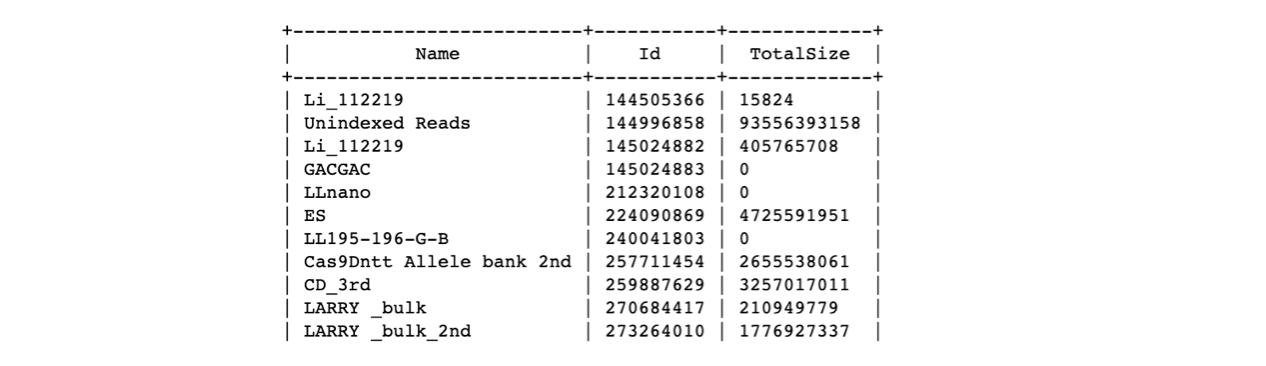 +--------------------------+-----------+-------------+
|           Name           |     Id    |  TotalSize  |
+--------------------------+-----------+-------------+
| Li_112219                | 144505366 | 15824       |
| Unindexed Reads          | 144996858 | 93556393158 |
| Li_112219                | 145024882 | 405765708   |
| GACGAC                   | 145024883 | 0           |
| LLnano                   | 212320108 | 0           |
| ES                       | 224090869 | 4725591951  |
| LL195-196-G-B            | 240041803 | 0           |
| Cas9Dntt Allele bank 2nd | 257711454 | 2655538061  |
| CD_3rd                   | 259887629 | 3257017011  |
| LARRY _bulk              | 270684417 | 210949779   |
| LARRY _bulk_2nd          | 273264010 | 1776927337  |